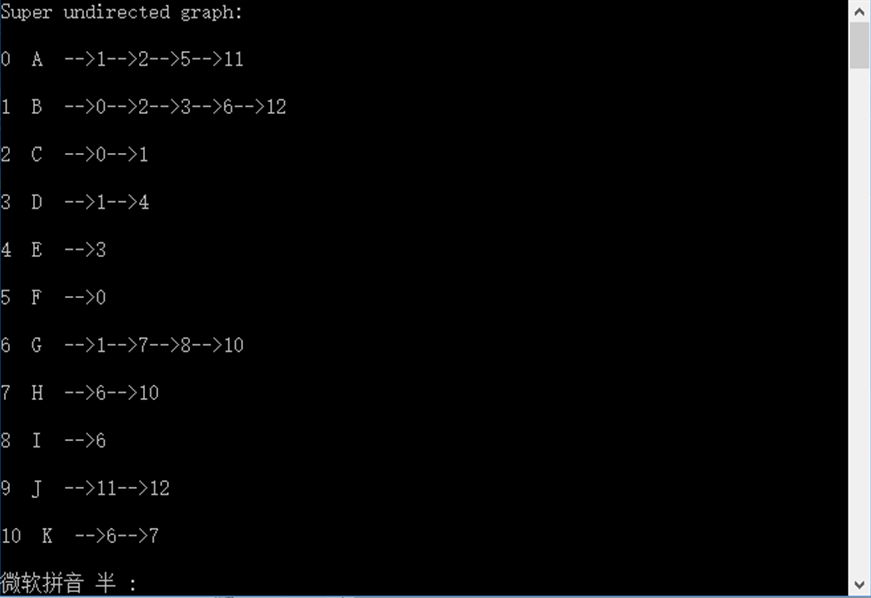 Super undirected graph:
0 A -->1-->2-->5-->11
1 B -->0-->2-->3-->6-->12
2 C -->0-->1
3 D -->1-->4
4 E -->3
5 F -->0
6 G -->1-->7-->8-->10
7 H -->6-->10
8 I -->6
9 J -->11-->12
10 K -->6-->7
微软拼音 半 :